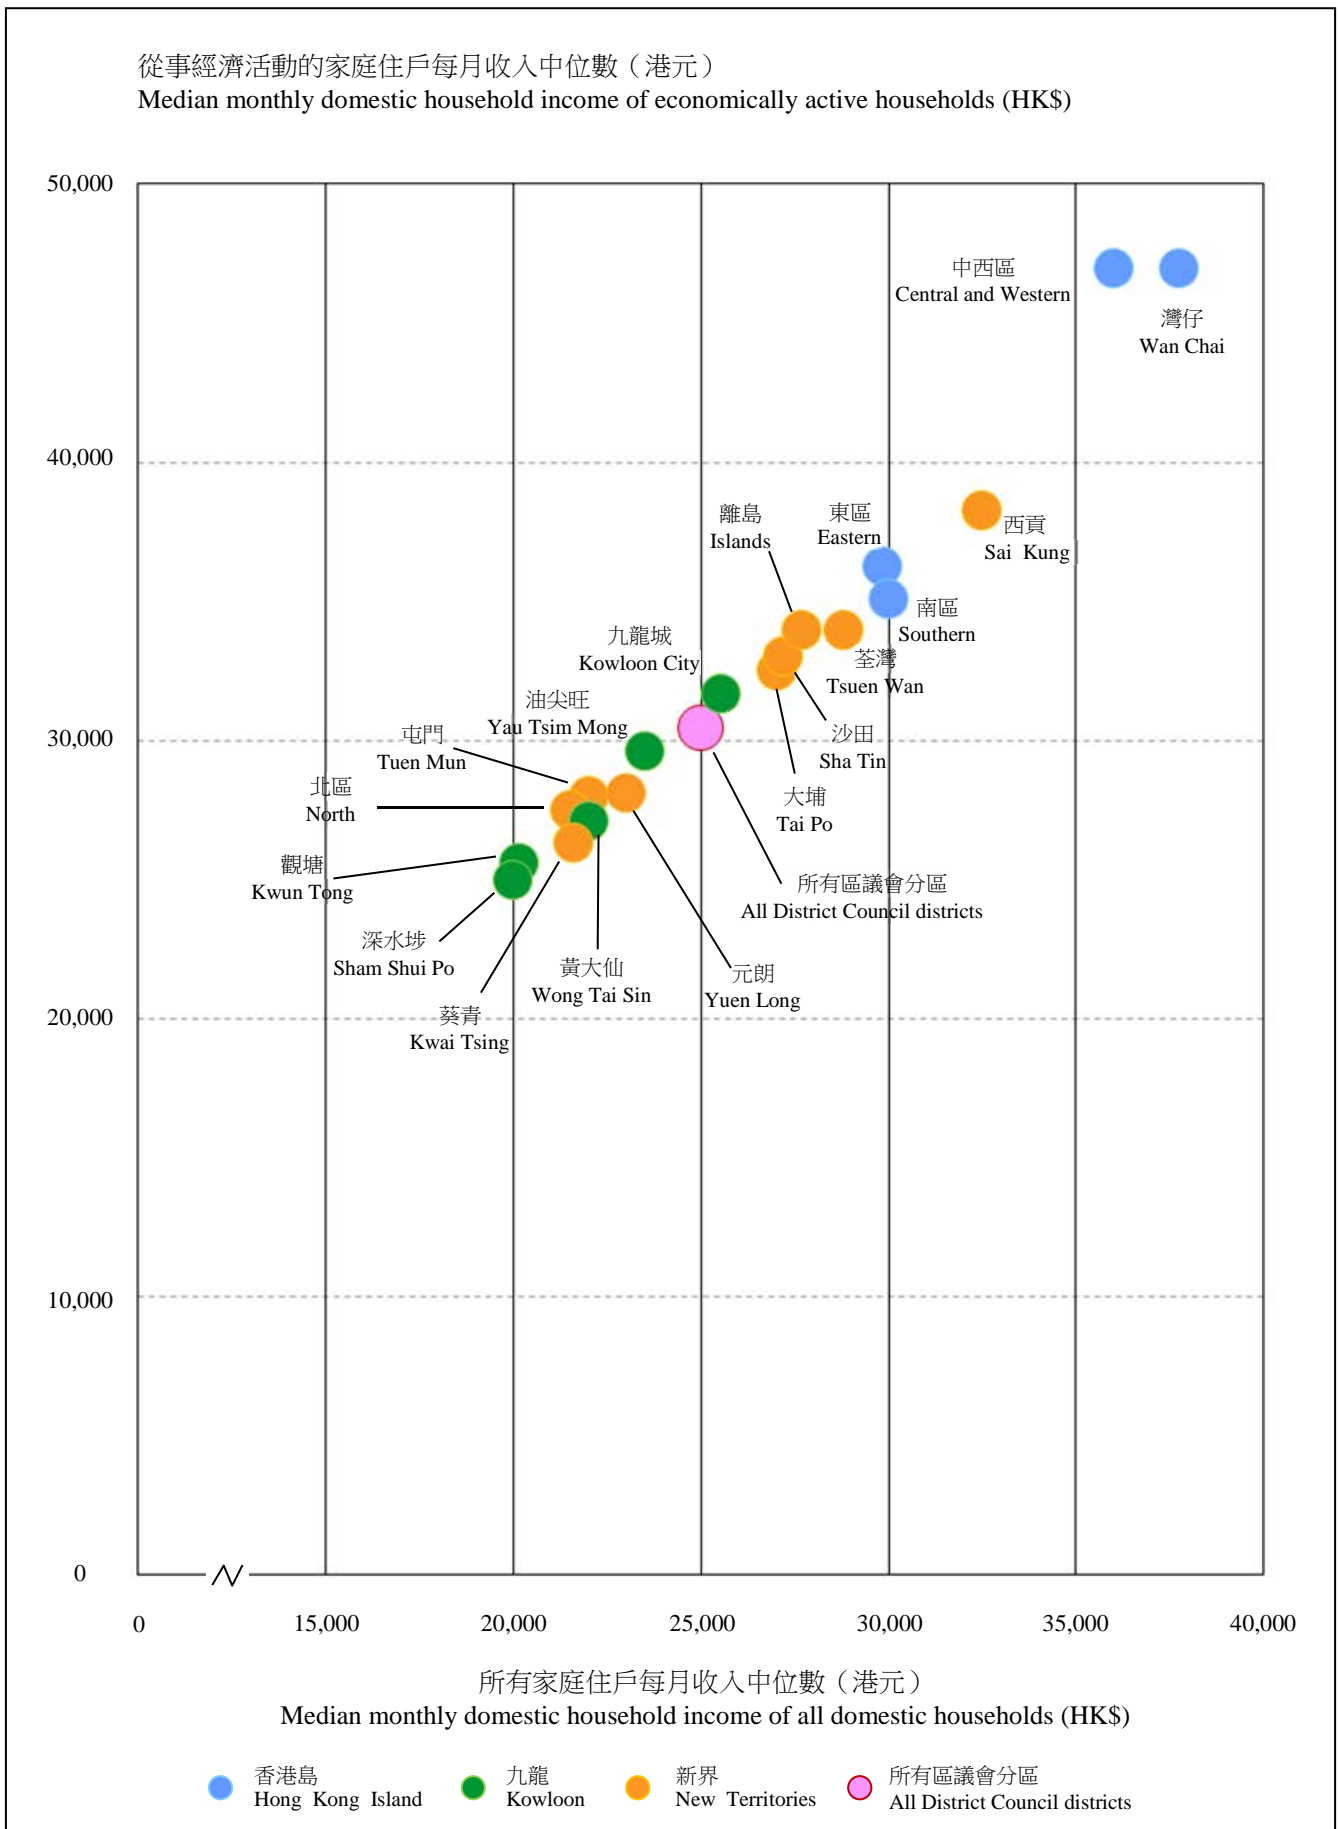 從事經濟活動的家庭住戶每月收入中位數（港元）
Median monthly domestic household income of economically active households (HK$)
50,000
中西區
Central and Western
灣仔
Wan Chai
40,000
離島
Islands
東區
Eastern
西貢
Sai Kung
南區
Southern
九龍城
Kowloon City
荃灣
Tsuen Wan
油尖旺
Yau Tsim Mong
屯門
Tuen Mun
沙田
Sha Tin
30,000
北區
North
大埔
Tai Po
觀塘
Kwun Tong
所有區議會分區
All District Council districts
深水埗
Sham Shui Po
黃大仙
Wong Tai Sin
元朗
Yuen Long
葵青
Kwai Tsing
20,000
10,000
0
0 15,000 20,000 25,000 30,000 35,000 40,000
所有家庭住戶每月收入中位數（港元）
Median monthly domestic household income of all domestic households (HK$)
香港島
Hong Kong Island
九龍
Kowloon
新界
New Territories
所有區議會分區
All District Council districts